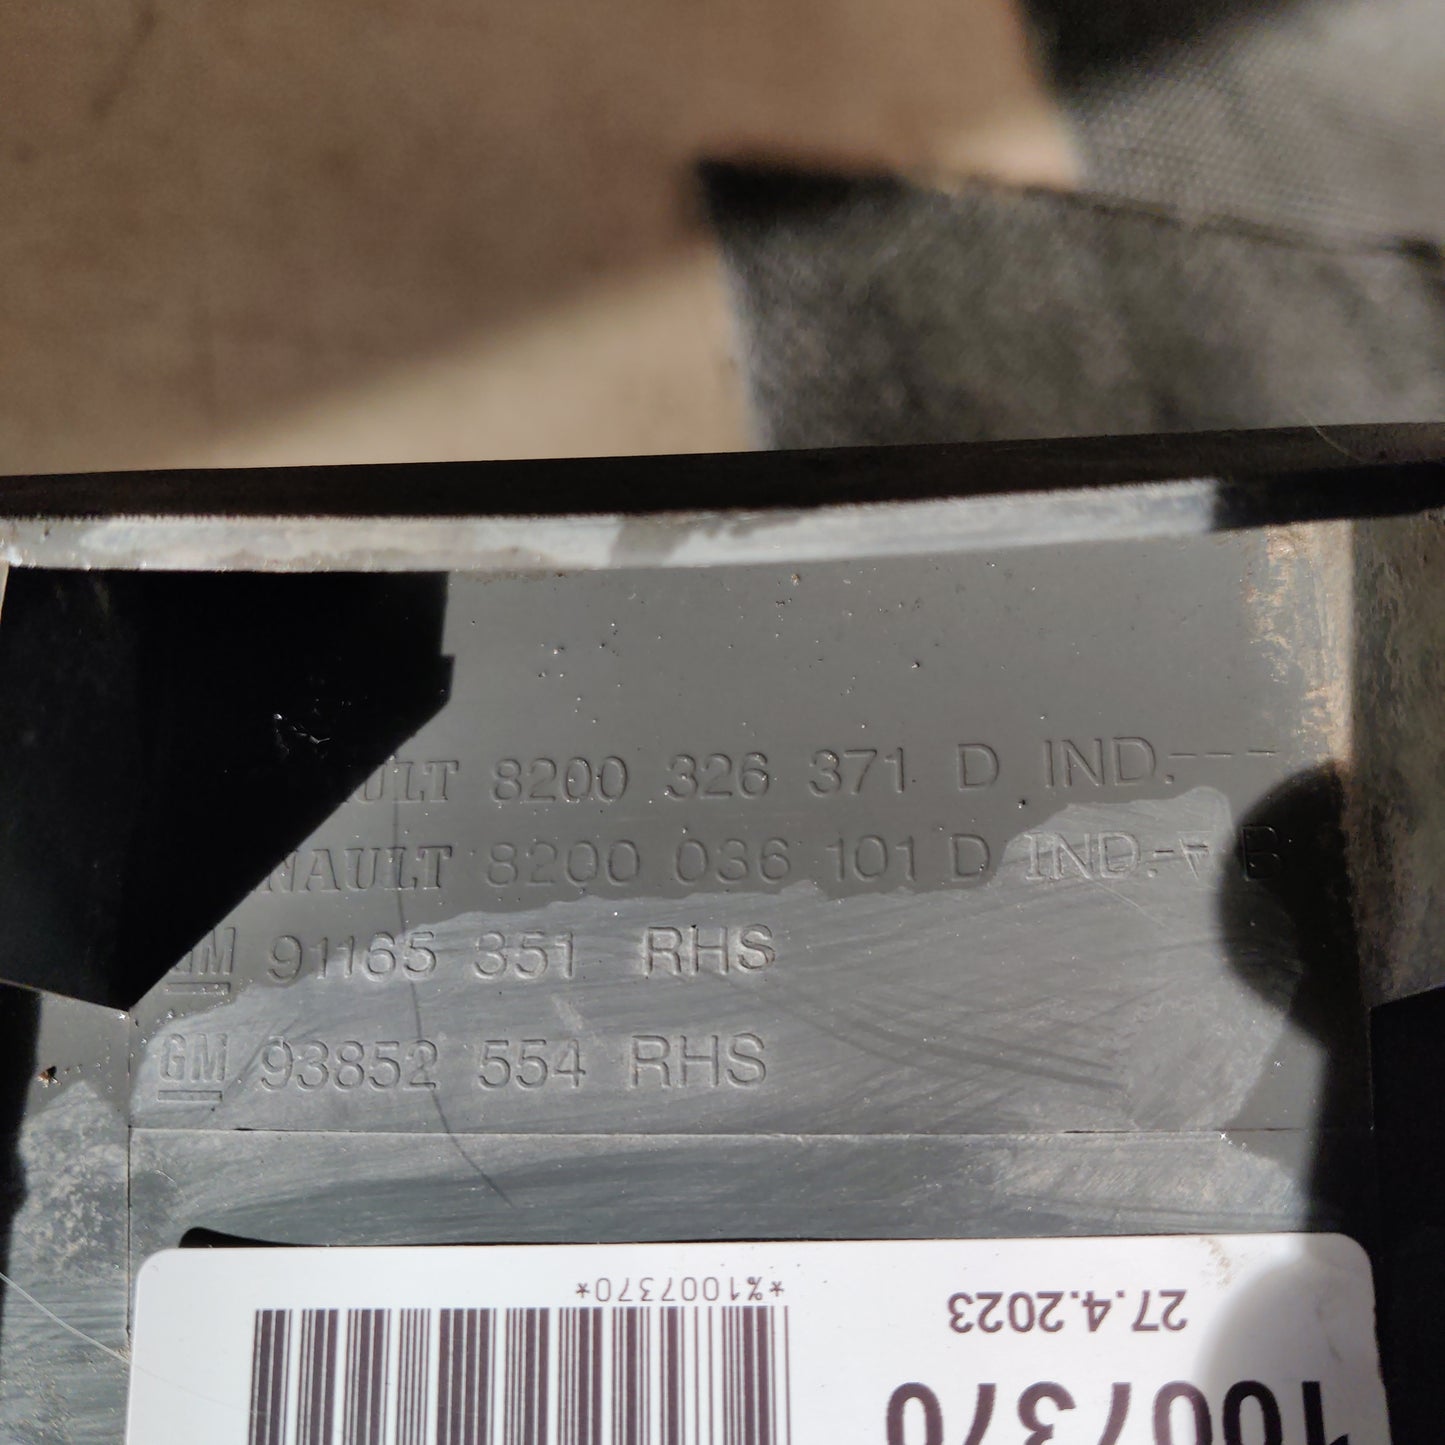 AULT 8200 326 371 D IND.---
NAULT 8200 036 101 D IND.-- B
GM 91165 351 RHS
GM 93852 554 RHS
*%1007370*
27.4.2023
1007370